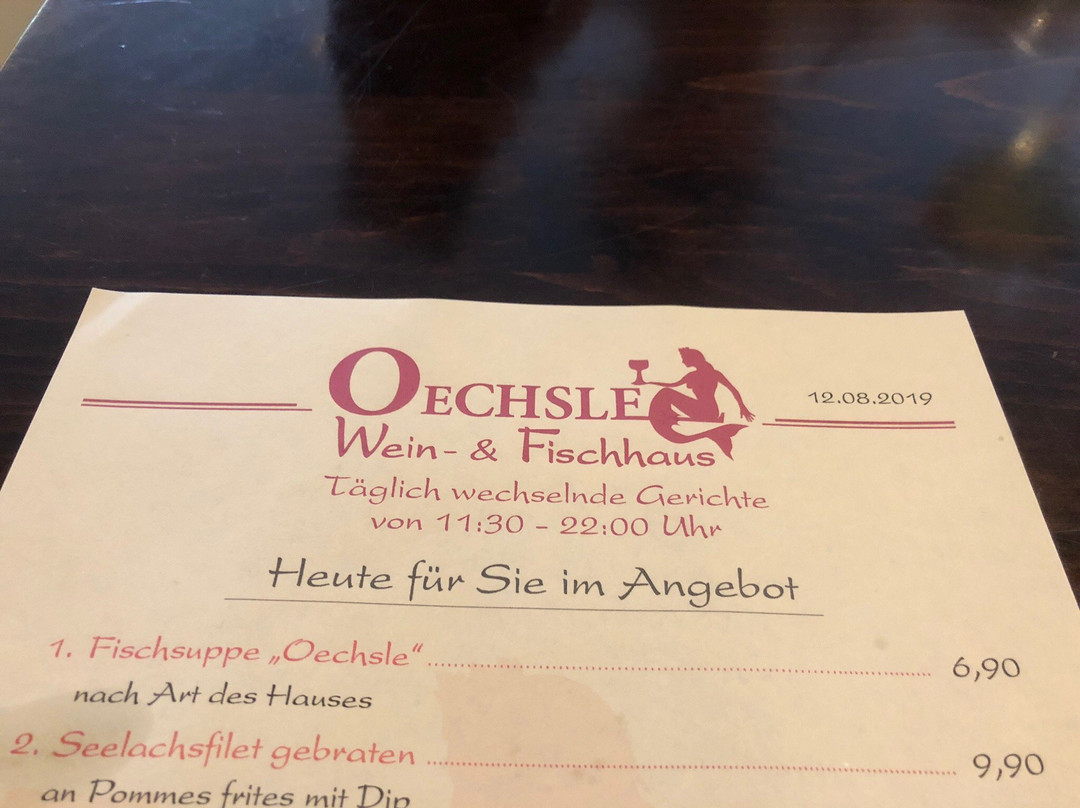 OECHSLE
12.08.2019
Wein- & Fischhaus
Täglich wechselnde Gerichte
von 11:30 - 22:00 Uhr
Heute für Sie im Angebot
1. Fischsuppe „Oechsle“ 6,90
nach Art des Hauses
2. Seelachsfilet gebraten 9,90
an Pommes frites mit Dip